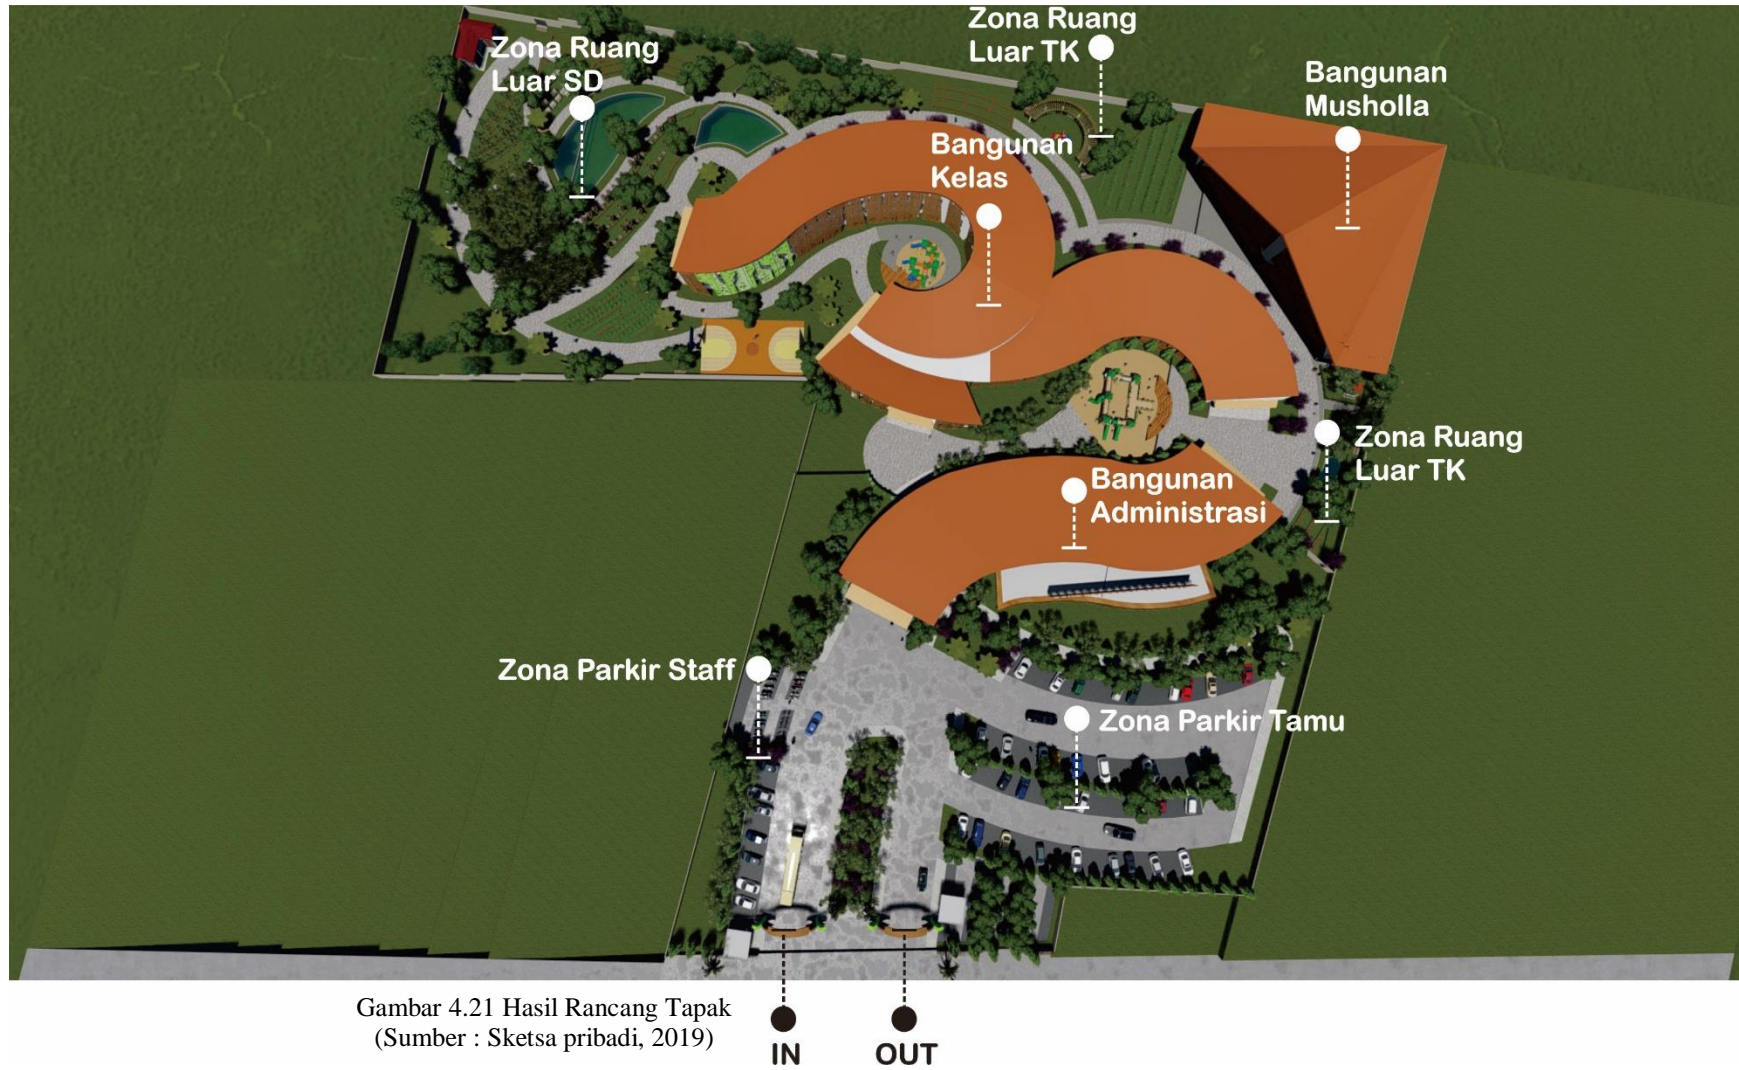 Zona Ruang
Luar TK
Zona Ruang
Luar SD
Bangunan
Musholla
Bangunan
Kelas
Zona Ruang
Luar TK
Bangunan
Administrasi
Zona Parkir Staff
Zona Parkir Tamu
Gambar 4.21 Hasil Rancang Tapak
(Sumber : Sketsa pribadi, 2019)
IN
OUT